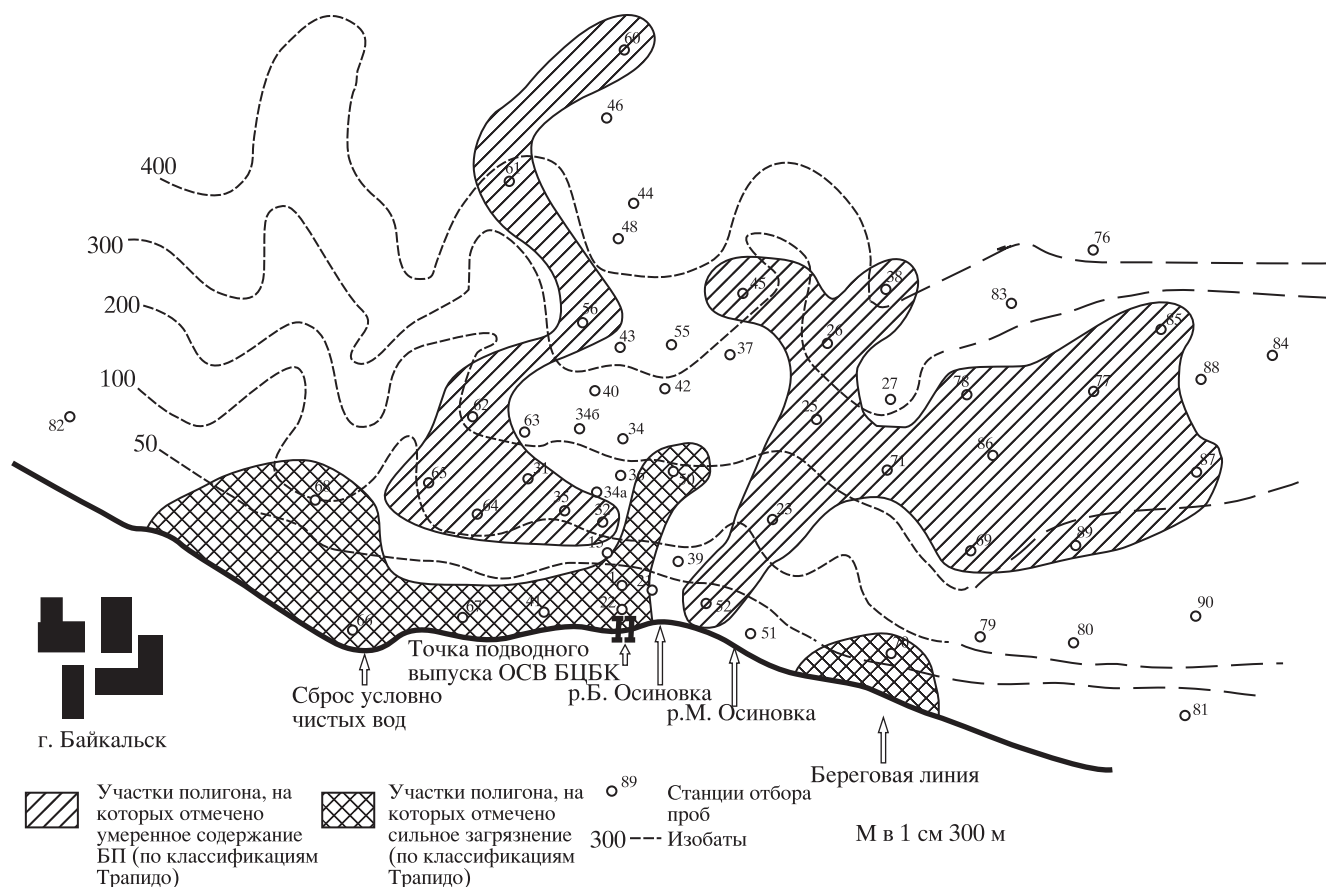 60
46
400
61
44
48
76
300
38
45
83
200
56
85
43
55
26
37
84
88
100
40
42
27
78
77
62
25
82
63
34б
34
86
50
71
36
50
87
68
65
31
34а
64
35
32
23
15
69
89
39
1
21
90
67
41
22
52
66
51
79
80
70
81
Точка подводного
выпуска ОСВ БЦБК
Сброс условно
чистых вод
р.Б. Осиновка
р.М. Осиновка
г. Байкальск
Береговая линия
Участки полигона, на
которых отмечено
умеренное содержание
БП (по классификациям
Трапидо)
Участки полигона, на
которых отмечено
сильное загрязнение
(по классификациям
Трапидо)
89
Станции отбора
проб
300
Изобаты
М в 1 см 300 м